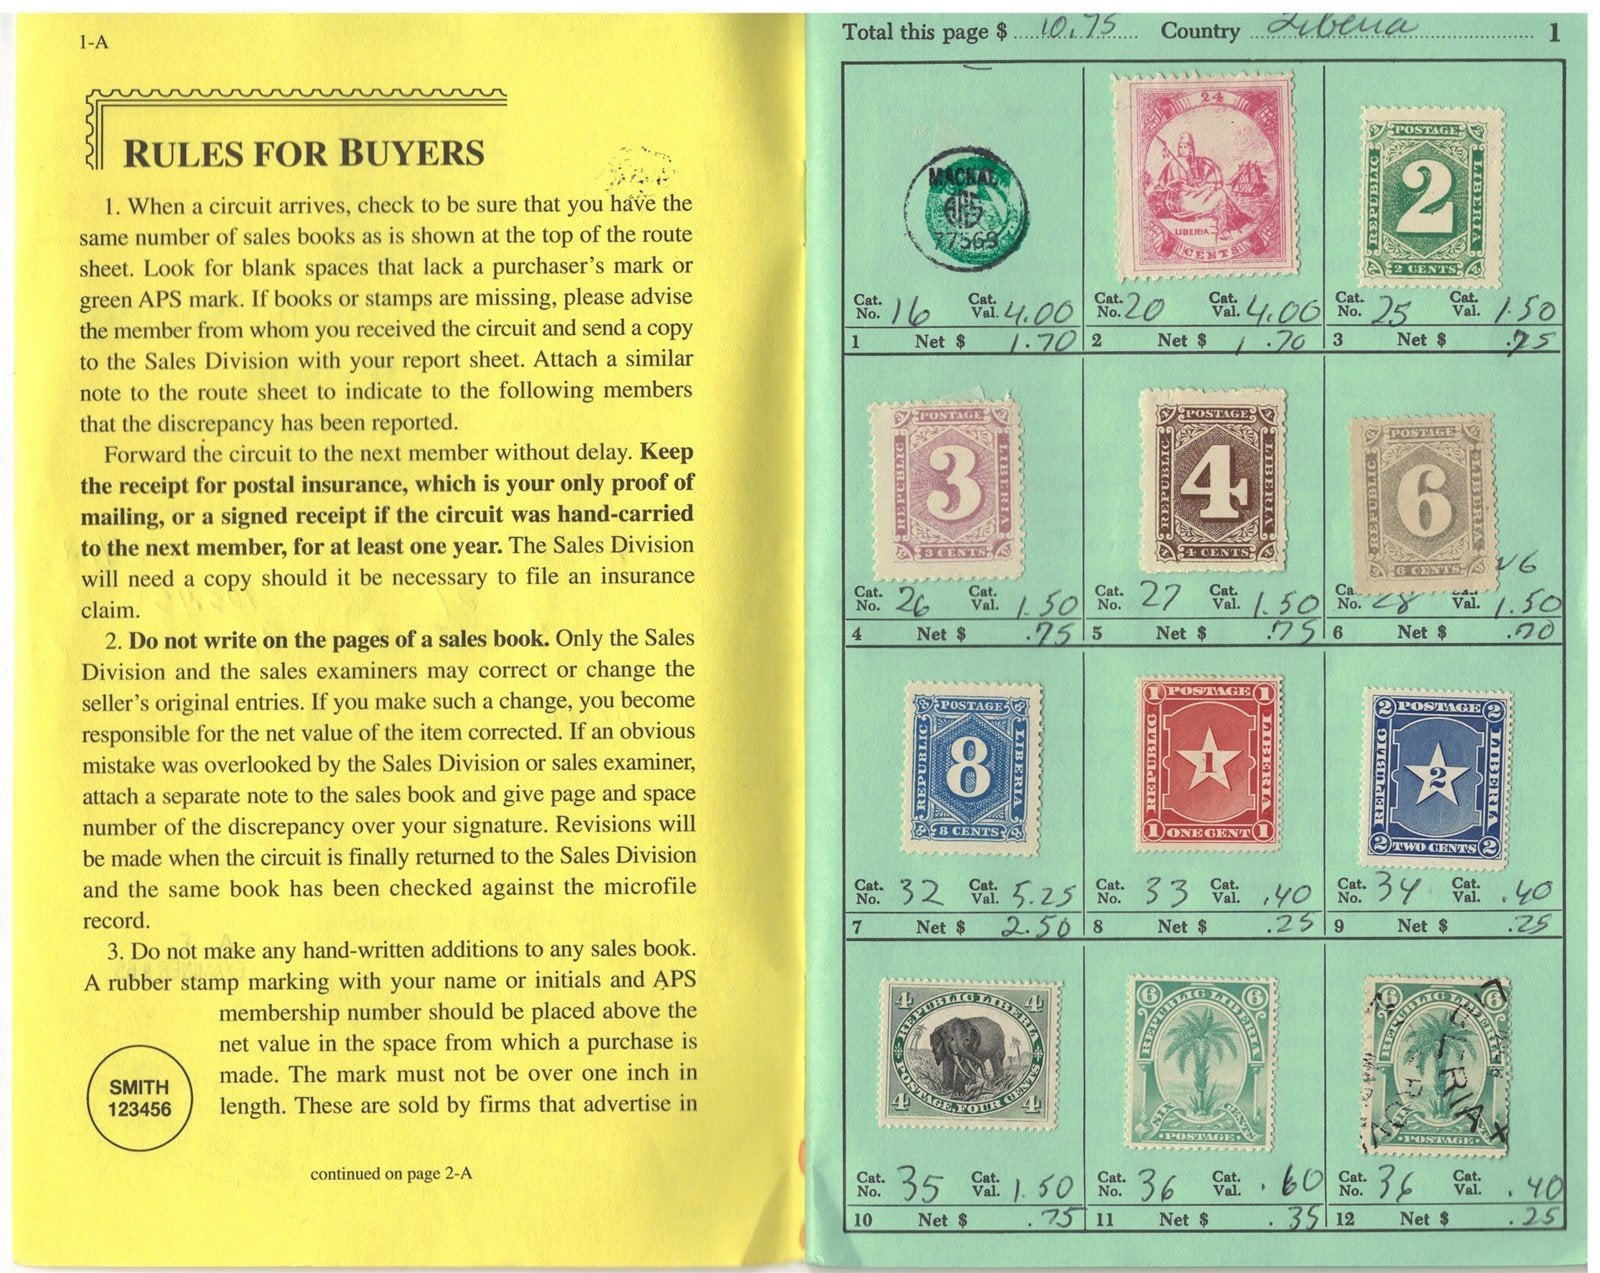 1-A
RULES FOR BUYERS
1. When a circuit arrives, check to be sure that you have the
same number of sales books as is shown at the top of the route
sheet. Look for blank spaces that lack a purchaser's mark or
green APS mark. If books or stamps are missing, please advise
the member from whom you received the circuit and send a copy
to the Sales Division with your report sheet. Attach a similar
note to the route sheet to indicate to the following members
that the discrepancy has been reported.
Forward the circuit to the next member without delay. Keep
the receipt for postal insurance, which is your only proof of
mailing, or a signed receipt if the circuit was hand-carried
to the next member, for at least one year. The Sales Division
will need a copy should it be necessary to file an insurance
claim.
2. Do not write on the pages of a sales book. Only the Sales
Division and the sales examiners may correct or change the
seller's original entries. If you make such a change, you become
responsible for the net value of the item corrected. If an obvious
mistake was overlooked by the Sales Division or sales examiner,
attach a separate note to the sales book and give page and space
number of the discrepancy over your signature. Revisions will
be made when the circuit is finally returned to the Sales Division
and the same book has been checked against the microfile
record.
3. Do not make any hand-written additions to any sales book.
A rubber stamp marking with your name or initials and APS
membership number should be placed above the
net value in the space from which a purchase is
made. The mark must not be over one inch in
length. These are sold by firms that advertise in
SMITH
123456
continued on page 2-A
Total this page $ 10.75 Country Liberia 1
MACKAL
APS
77569
Cat. No. 16 Cat. Val. 4.00
1 Net $ 1.70
24
LIBERIA
CENTS
Cat. No. 20 Cat. Val. 4.00
2 Net $ 1.70
POSTAGE
REPUBLIC
2
LIBERIA
2 CENTS
Cat. No. 25 Cat. Val. 1.50
3 Net $ .75
POSTAGE
REPUBLIC
3
LIBERIA
3 CENTS
Cat. No. 26 Cat. Val. 1.50
4 Net $ .75
POSTAGE
REPUBLIC
4
LIBERIA
4 CENTS
Cat. No. 27 Cat. Val. 1.50
5 Net $ .75
POSTAGE
REPUBLIC
6
LIBERIA
6 CENTS
Cat. No. 28 Val. 1.50
6 Net $ .70
POSTAGE
REPUBLIC
8
LIBERIA
8 CENTS
Cat. No. 32 Cat. Val. 5.25
7 Net $ 2.50
1 POSTAGE 1
REPUBLIC
1
LIBERIA
1 ONE CENT 1
Cat. No. 33 Cat. Val. .40
8 Net $ .25
2 POSTAGE 2
REPUBLIC
2
LIBERIA
2 TWO CENTS 2
Cat. No. 34 Cat. Val. .40
9 Net $ .25
4 REPUBLIC LIBERIA 4
4 POSTAGE, FOUR CENTS 4
Cat. No. 35 Cat. Val. 1.50
10 Net $ .75
6 REPUBLIC LIBERIA 6
SIX CENTS
POSTAGE
Cat. No. 36 Cat. Val. .60
11 Net $ .35
6 REPUBLIC LIBERIA 6
POSTAGE
Cat. No. 36 Cat. Val. .40
12 Net $ .25